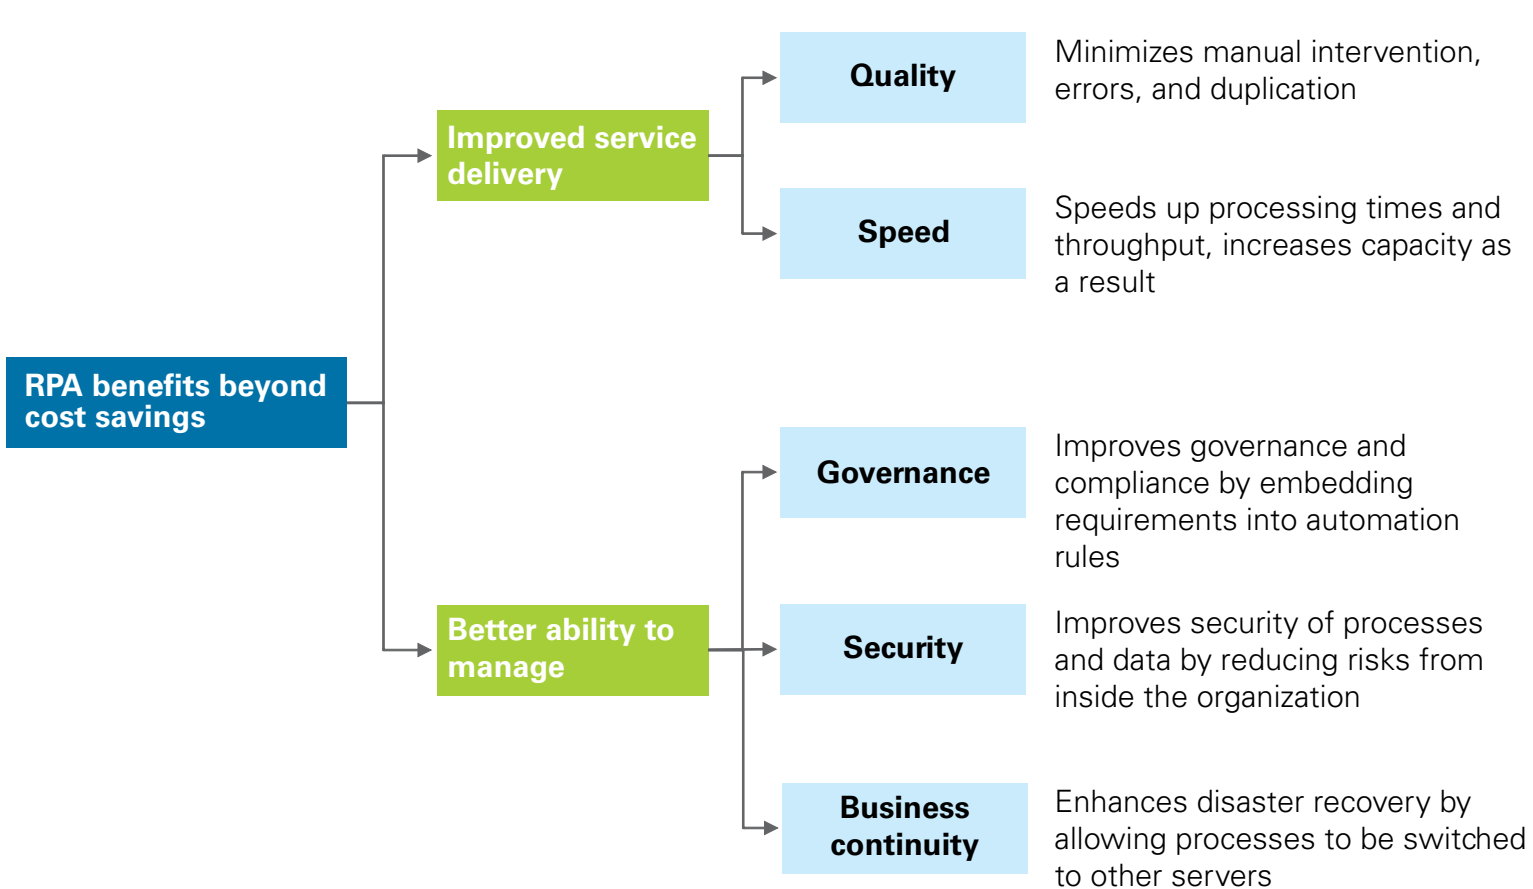 RPA benefits beyond
cost savings
Improved service
delivery
Quality
Minimizes manual intervention,
errors, and duplication
Speed
Speeds up processing times and
throughput, increases capacity as
a result
Better ability to
manage
Governance
Improves governance and
compliance by embedding
requirements into automation
rules
Security
Improves security of processes
and data by reducing risks from
inside the organization
Business
continuity
Enhances disaster recovery by
allowing processes to be switched
to other servers